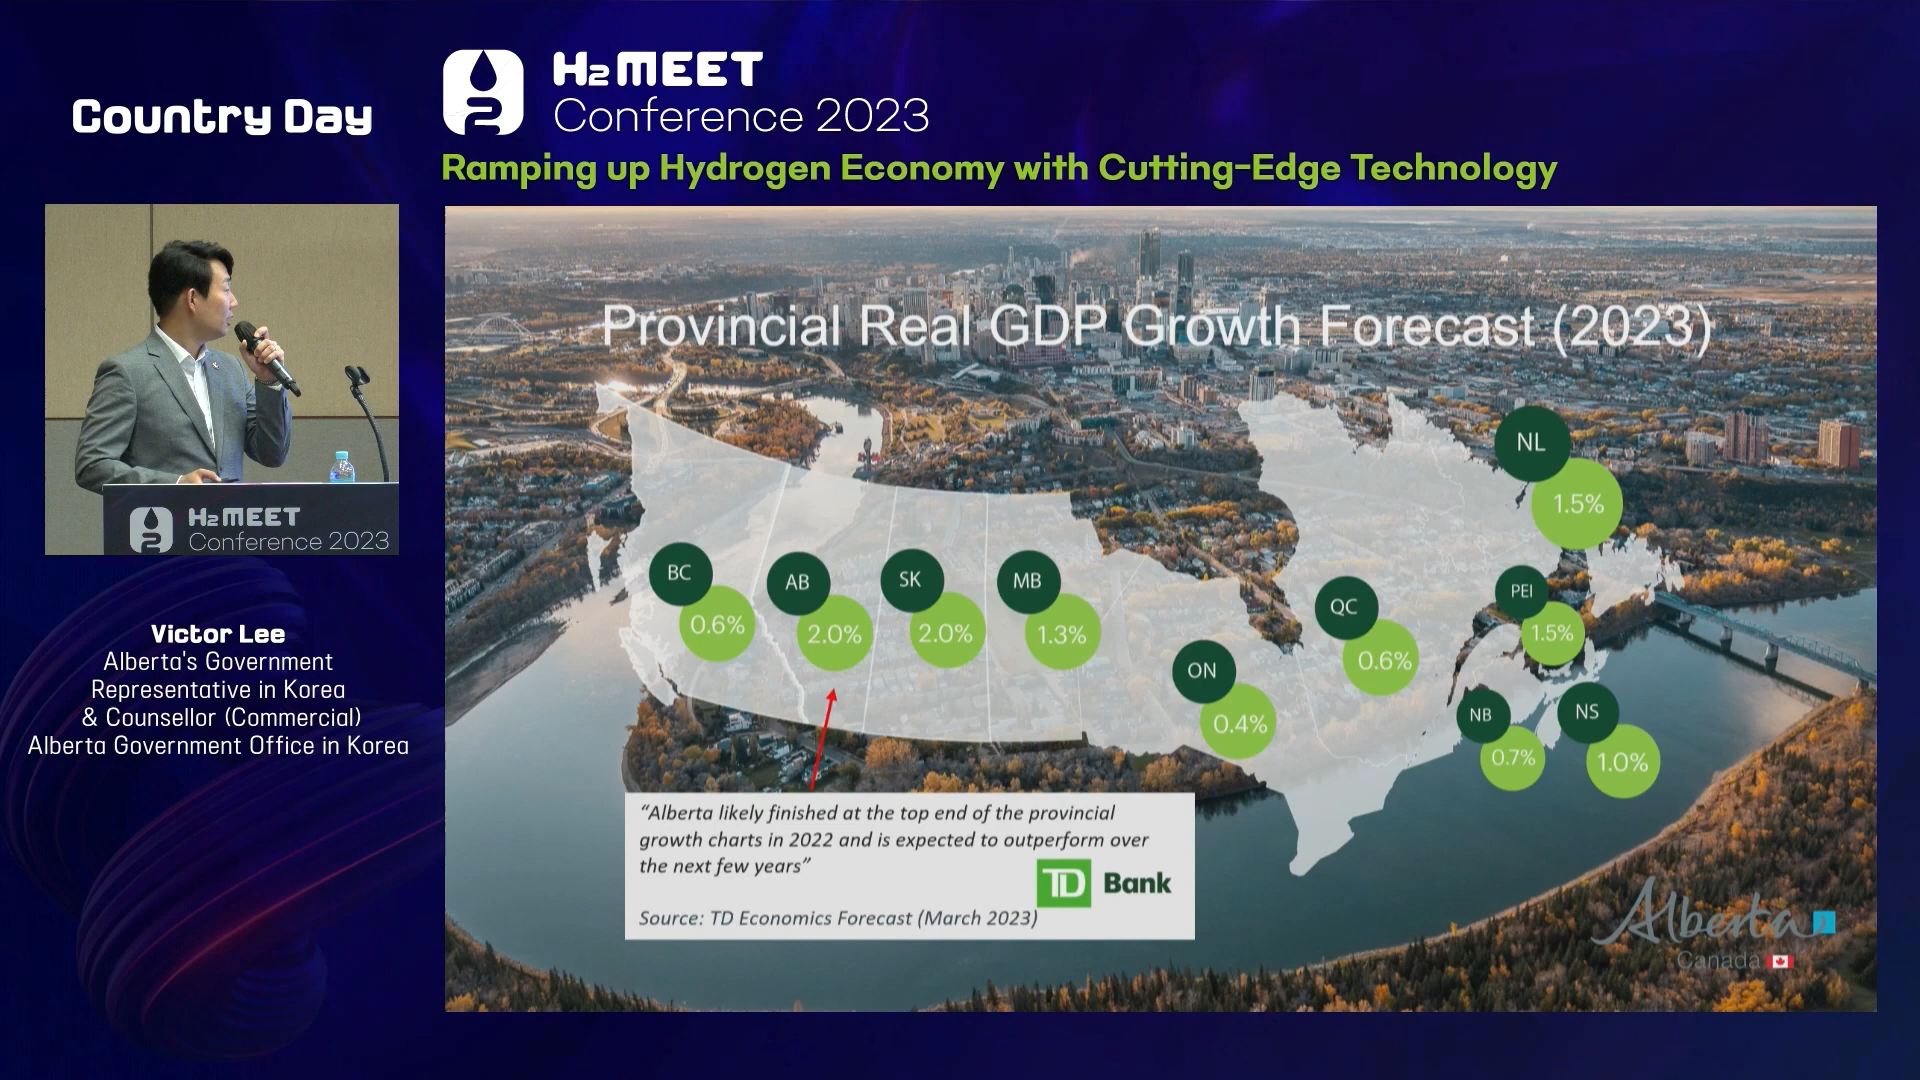 Country Day
H2 MEET
Conference 2023
Ramping up Hydrogen Economy with Cutting-Edge Technology
H2 MEET
Conference 2023
Victor Lee
Alberta's Government
Representative in Korea
& Counsellor (Commercial)
Alberta Government Office in Korea
Provincial Real GDP Growth Forecast (2023)
NL
1.5%
BC
0.6%
AB
2.0%
SK
2.0%
MB
1.3%
ON
0.4%
QC
0.6%
PEI
1.5%
NB
0.7%
NS
1.0%
“Alberta likely finished at the top end of the provincial
growth charts in 2022 and is expected to outperform over
the next few years”
TD Bank
Source: TD Economics Forecast (March 2023)
Alberta
Canada